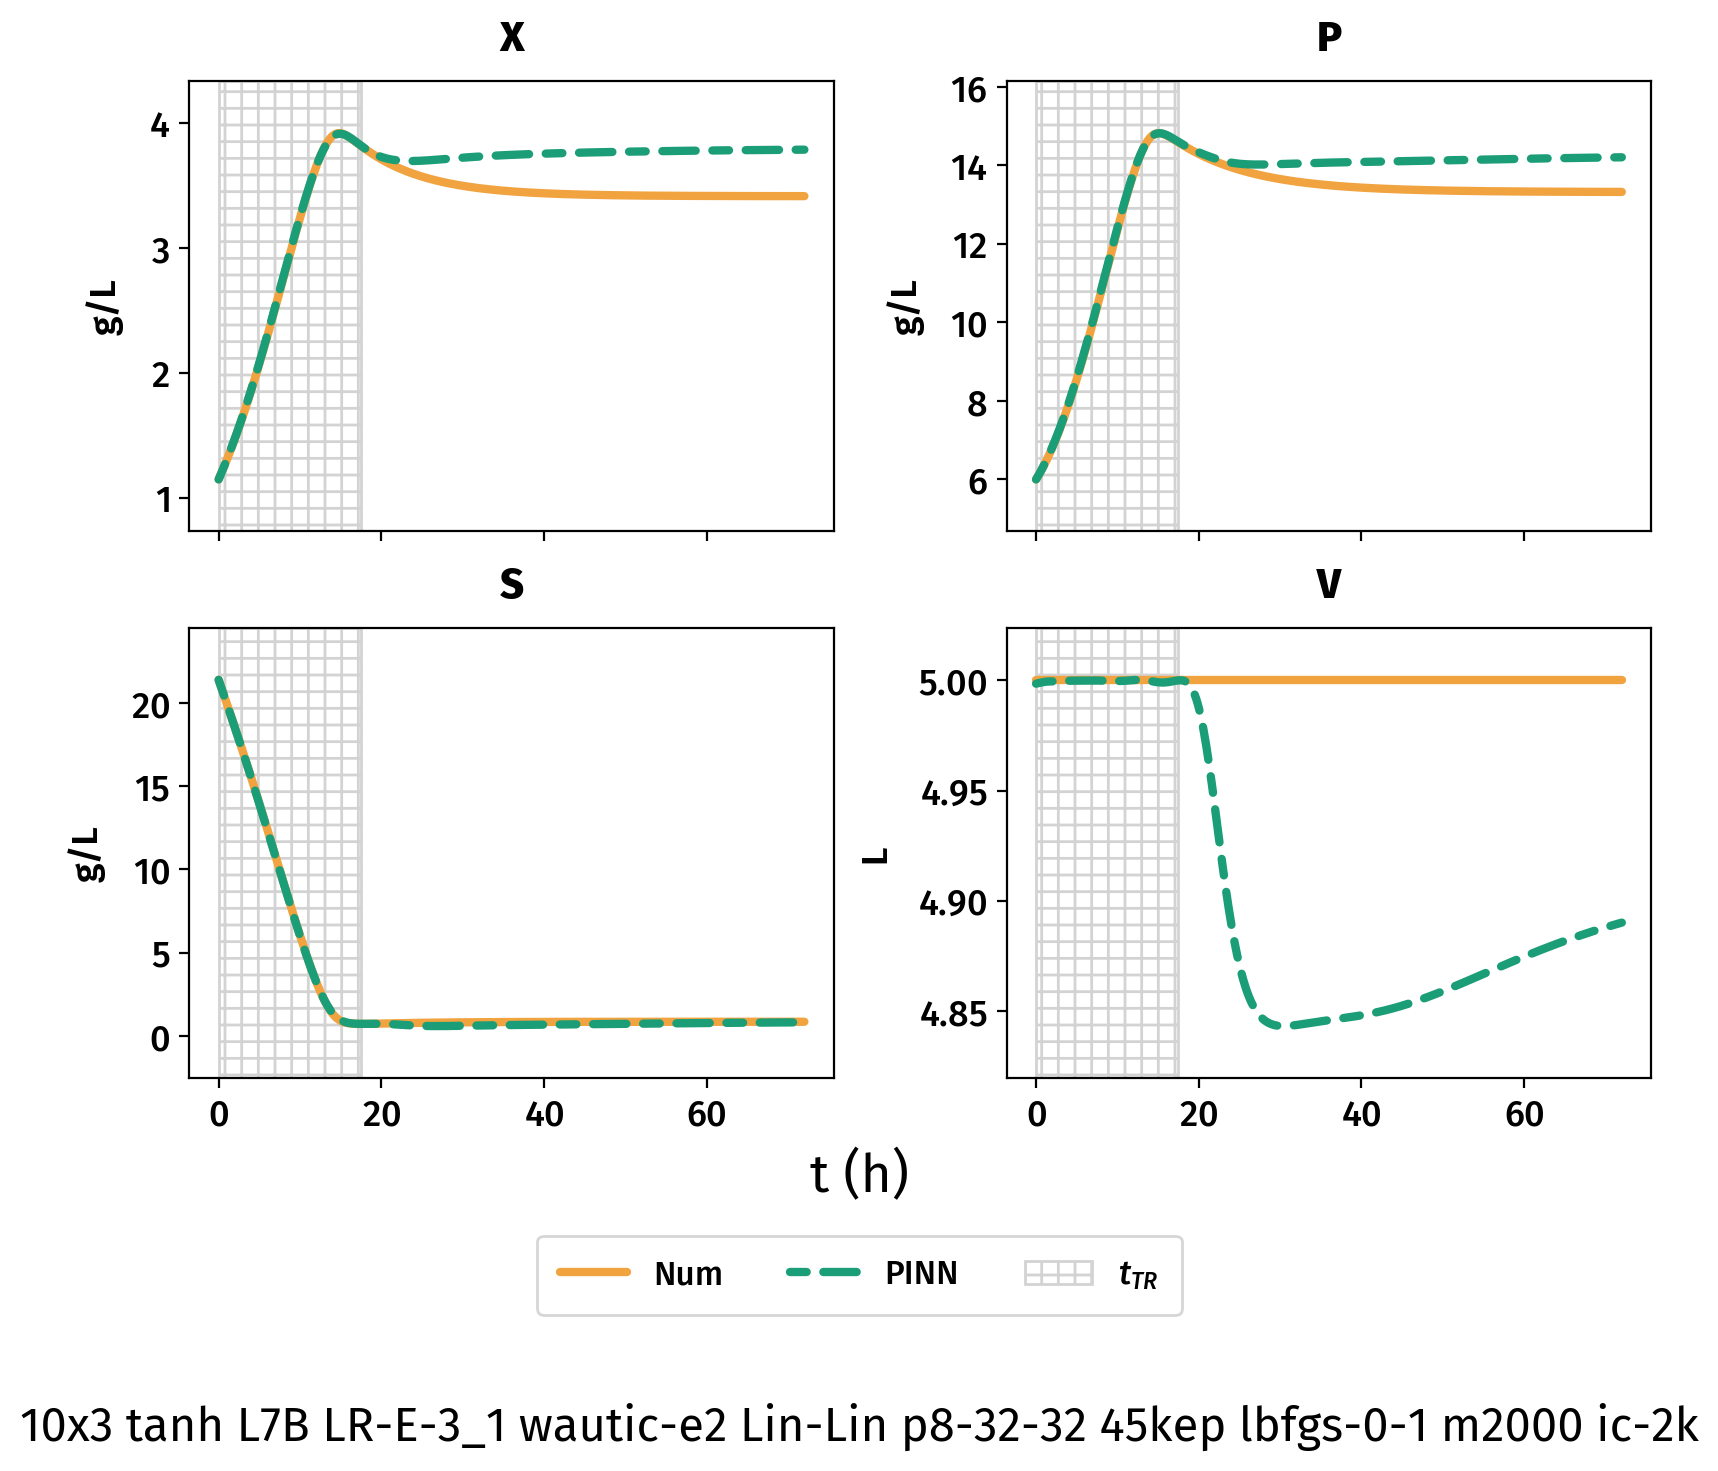 X
P
4
3
2
1
g/L
16
14
12
10
8
6
g/L
S
V
20
15
10
5
0
g/L
5.00
4.95
4.90
4.85
L
0 20 40 60
0 20 40 60
t (h)
Num PINN tTR
10x3 tanh L7B LR-E-3_1 wautic-e2 Lin-Lin p8-32-32 45kep lbfgs-0-1 m2000 ic-2k